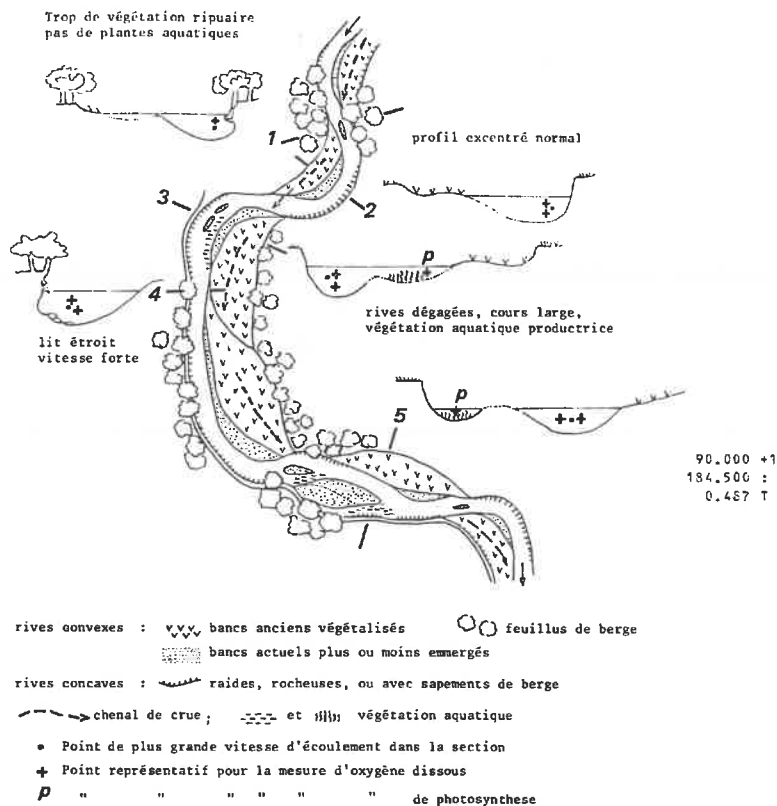 Trop de végétation ripuaire
pas de plantes aquatiques
1
profil excentré normal
3
2
p
4
rives dégagées, cours large,
végétation aquatique productrice
lit étroit
vitesse forte
p
5
90.000 +1
184.500 :
0.487 T
rives convexes : bancs anciens végétalisés feuillus de berge
bancs actuels plus ou moins emmergés
rives concaves : raides, rocheuses, ou avec sapements de berge
chenal de crue ; et végétation aquatique
• Point de plus grande vitesse d'écoulement dans la section
+ Point représentatif pour la mesure d'oxygène dissous
p " " " " " " de photosynthese